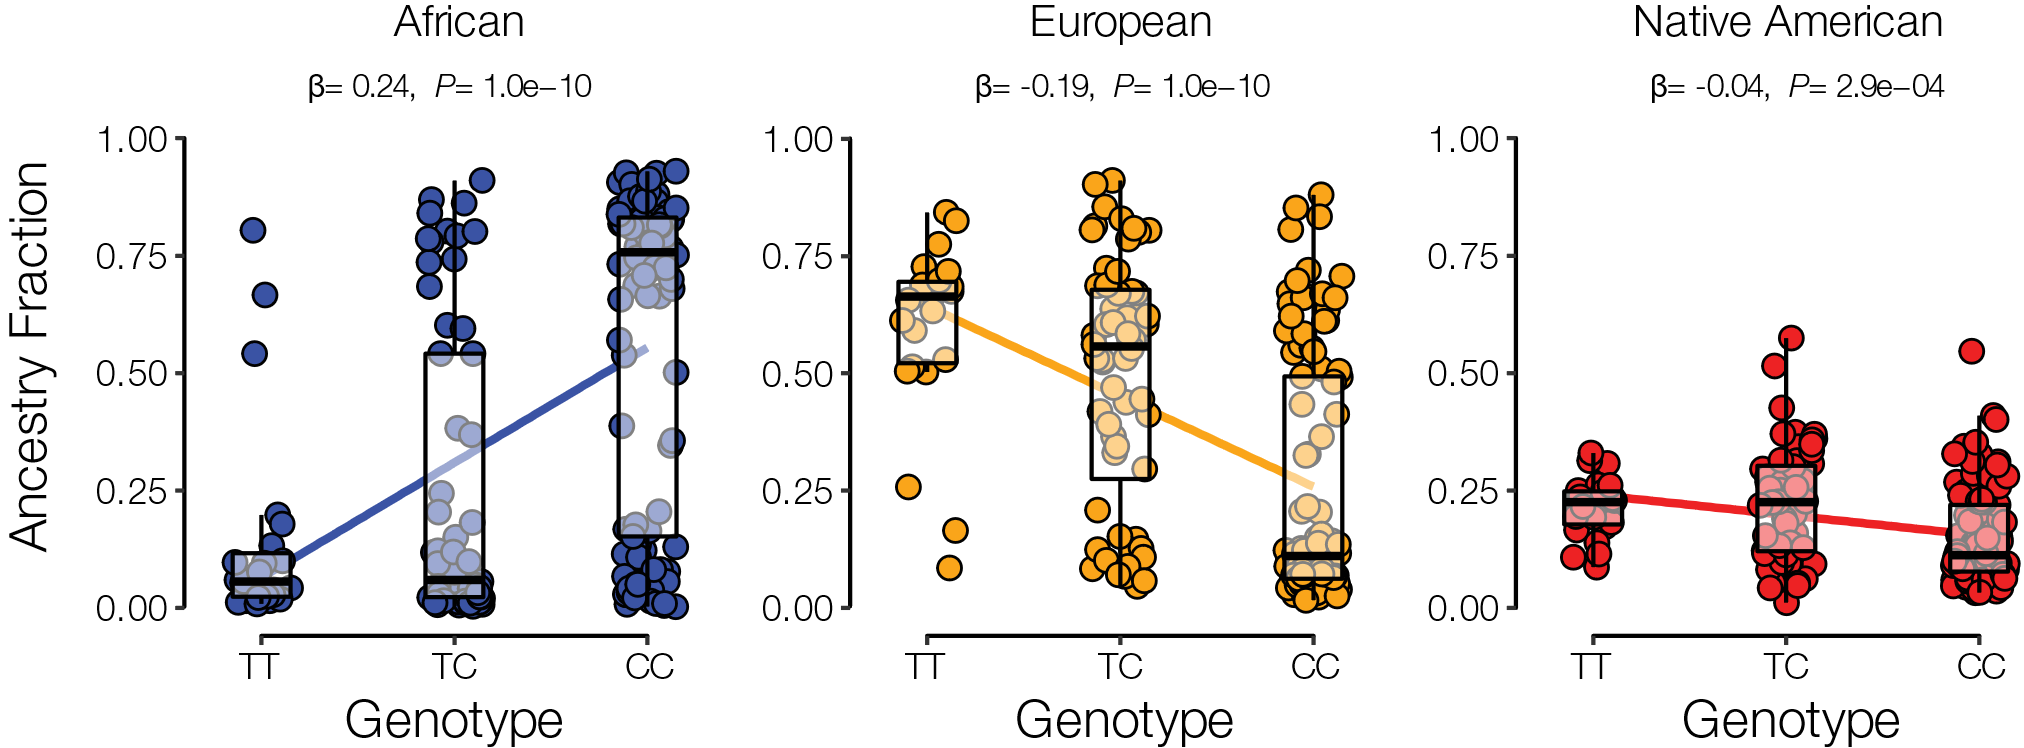 African
β= 0.24, P= 1.0e−10
Ancestry Fraction
1.00
0.75
0.50
0.25
0.00
TT TC CC
Genotype
European
β= -0.19, P= 1.0e−10
1.00
0.75
0.50
0.25
0.00
TT TC CC
Genotype
Native American
β= -0.04, P= 2.9e−04
1.00
0.75
0.50
0.25
0.00
TT TC CC
Genotype